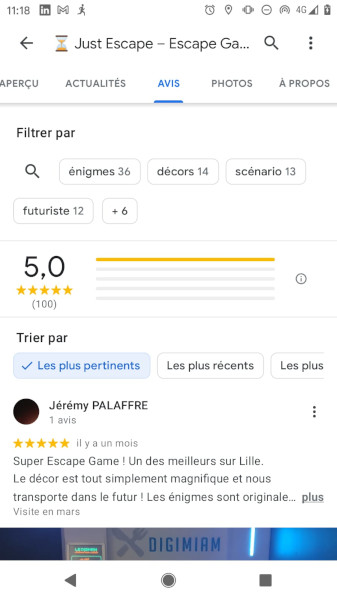 11:18
4G
Just Escape – Escape Ga...
APERÇU
ACTUALITÉS
AVIS
PHOTOS
À PROPOS
Filtrer par
énigmes 36
décors 14
scénario 13
futuriste 12
+ 6
5,0
(100)
Trier par
Les plus pertinents
Les plus récents
Les plus
Jérémy PALAFFRE
1 avis
il y a un mois
Super Escape Game ! Un des meilleurs sur Lille.
Le décor est tout simplement magnifique et nous
transporte dans le futur ! Les énigmes sont originale... plus
Visite en mars
DIGIMIAM